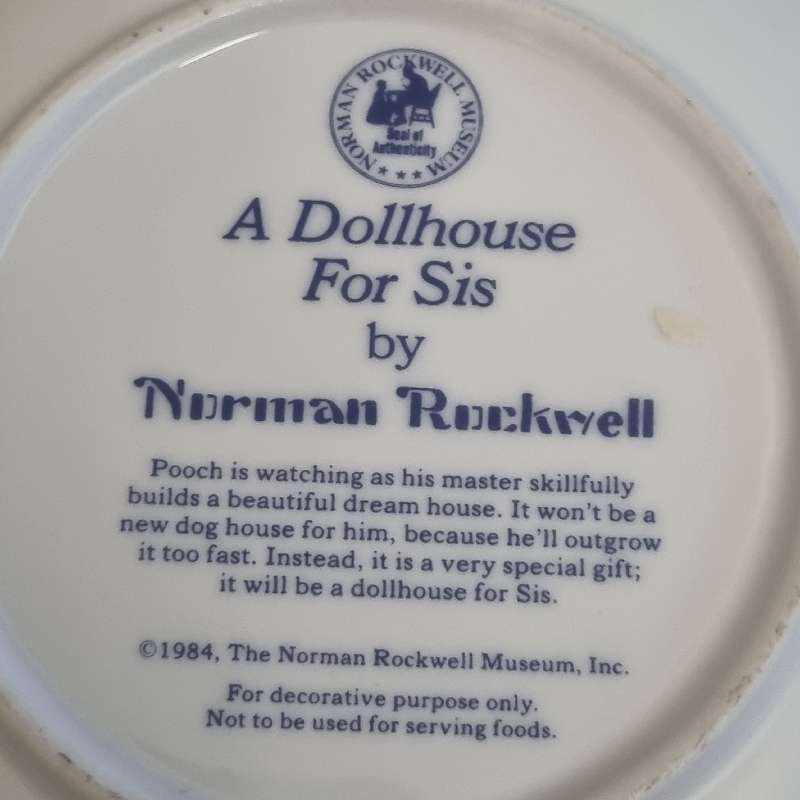 NORMAN ROCKWELL MUSEUM
Seal of
Authenticity
A Dollhouse
For Sis
by
Norman Rockwell
Pooch is watching as his master skillfully
builds a beautiful dream house. It won't be a
new dog house for him, because he'll outgrow
it too fast. Instead, it is a very special gift;
it will be a dollhouse for Sis.
©1984, The Norman Rockwell Museum, Inc.
For decorative purpose only.
Not to be used for serving foods.